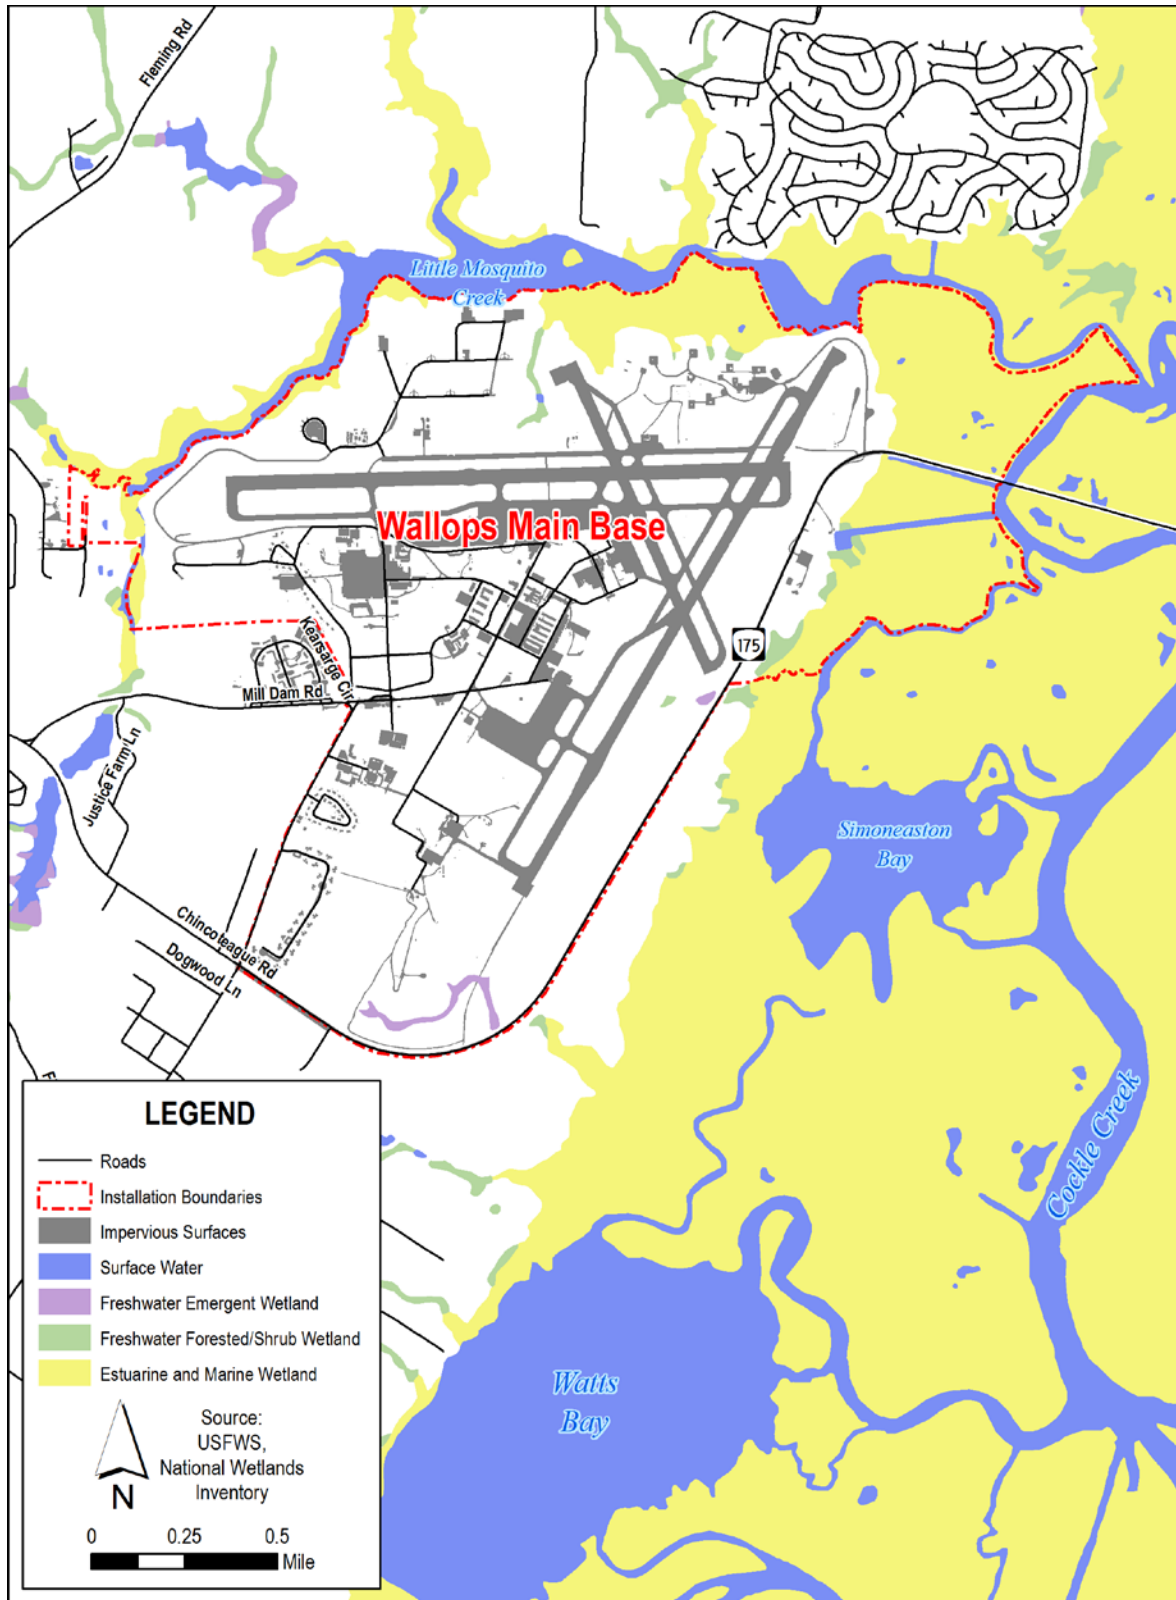 Fleming Rd
Little Mosquito
Creek
Wallops Main Base
175
Kearsarge Cir
Mill Dam Rd
Justice Farm Ln
Simoneaston
Bay
Chincoteague Rd
Dogwood Ln
F
Cockle Creek
Watts
Bay
LEGEND
Roads
Installation Boundaries
Impervious Surfaces
Surface Water
Freshwater Emergent Wetland
Freshwater Forested/Shrub Wetland
Estuarine and Marine Wetland
Source:
USFWS,
National Wetlands
Inventory
N
0 0.25 0.5
Mile